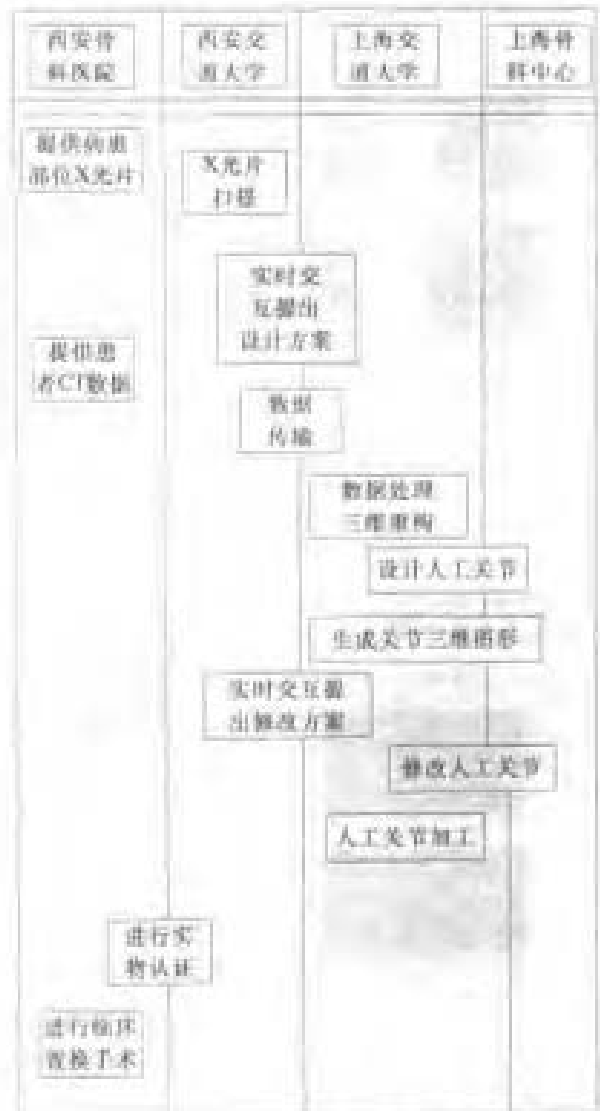 西安骨
科医院
西安交
通大学
上海交
通大学
上海骨
科中心
提供病患
部位X光片
X光片
扫描
实时交
互提出
设计方案
提供患
者CT数据
数据
传输
数据处理
三维重构
设计人工关节
生成关节三维图形
实时交互提
出修改方案
修改人工关节
人工关节加工
进行实
物认证
进行临床
置换手术